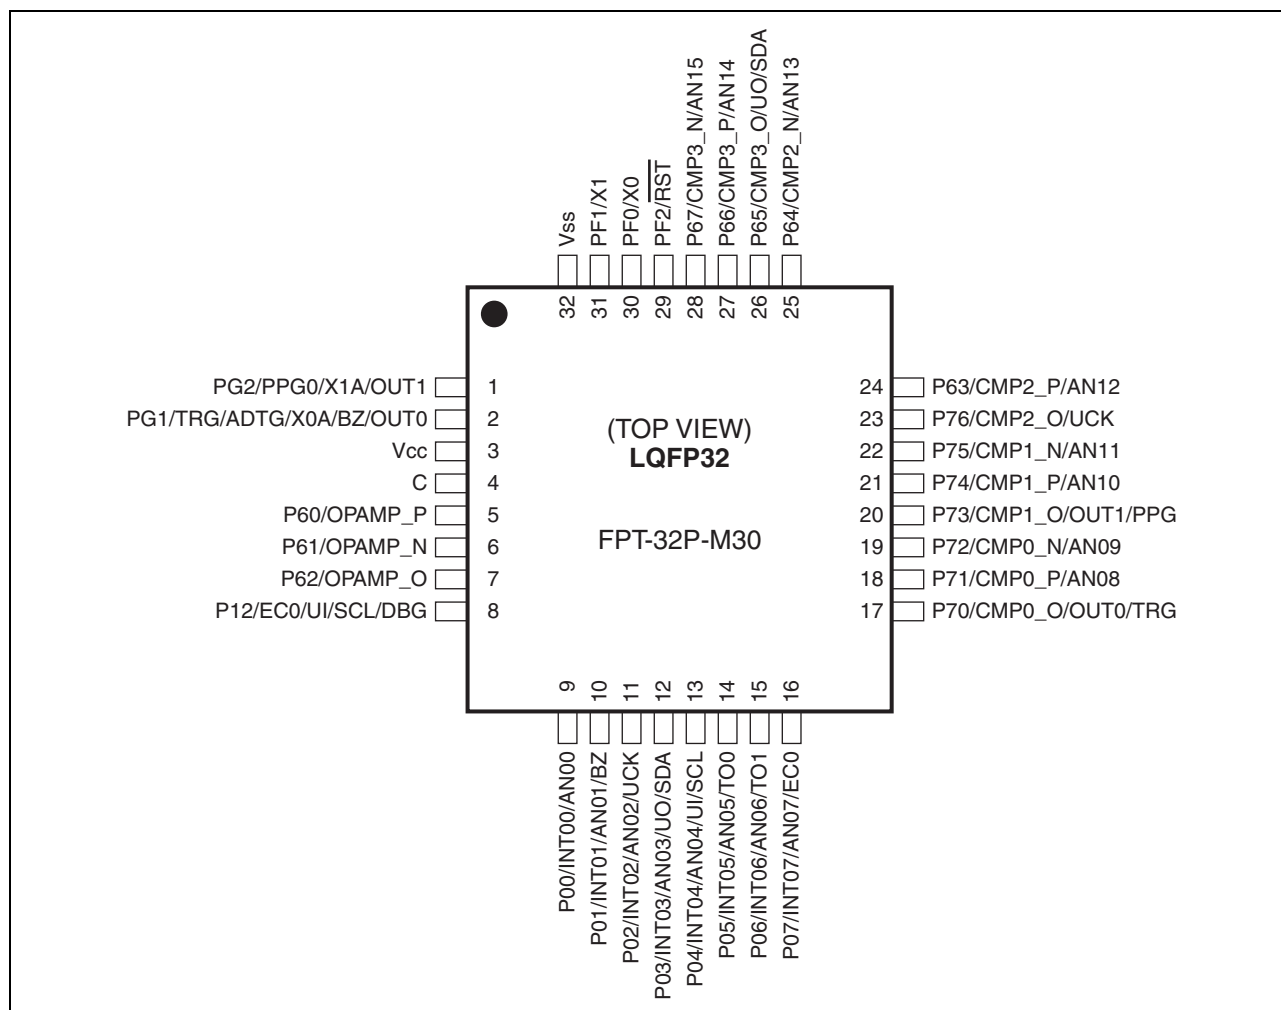 Vss
PF1/X1
PF0/X0
PF2/RST
P67/CMP3_N/AN15
P66/CMP3_P/AN14
P65/CMP3_O/UO/SDA
P64/CMP2_N/AN13
32
31
30
29
28
27
26
25
PG2/PPG0/X1A/OUT1 1
PG1/TRG/ADTG/X0A/BZ/OUT0 2
Vcc 3
C 4
P60/OPAMP_P 5
P61/OPAMP_N 6
P62/OPAMP_O 7
P12/EC0/UI/SCL/DBG 8
(TOP VIEW)
LQFP32
FPT-32P-M30
24 P63/CMP2_P/AN12
23 P76/CMP2_O/UCK
22 P75/CMP1_N/AN11
21 P74/CMP1_P/AN10
20 P73/CMP1_O/OUT1/PPG
19 P72/CMP0_N/AN09
18 P71/CMP0_P/AN08
17 P70/CMP0_O/OUT0/TRG
9
10
11
12
13
14
15
16
P00/INT00/AN00
P01/INT01/AN01/BZ
P02/INT02/AN02/UCK
P03/INT03/AN03/UO/SDA
P04/INT04/AN04/UI/SCL
P05/INT05/AN05/TO0
P06/INT06/AN06/TO1
P07/INT07/AN07/EC0